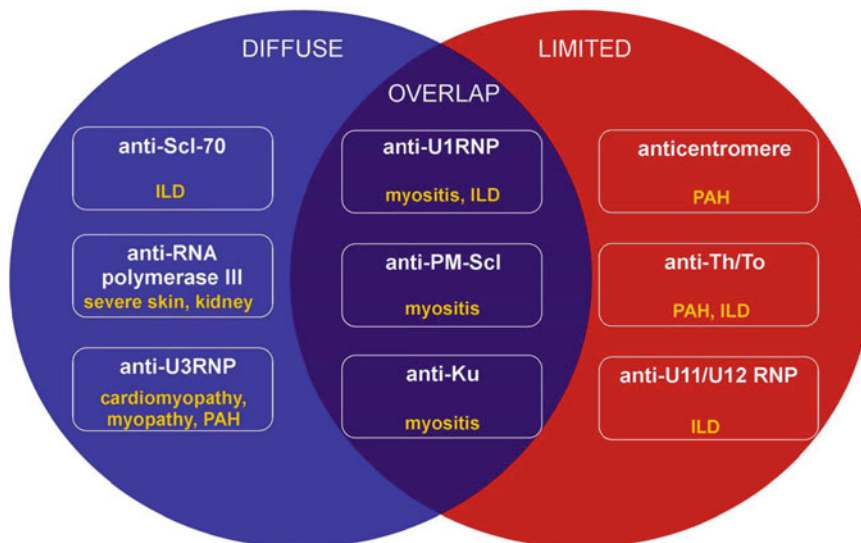 DIFFUSE
LIMITED
OVERLAP
anti-Scl-70
ILD
anti-RNA
polymerase III
severe skin, kidney
anti-U3RNP
cardiomyopathy,
myopathy, PAH
anti-U1RNP
myositis, ILD
anti-PM-Scl
myositis
anti-Ku
myositis
anticentromere
PAH
anti-Th/To
PAH, ILD
anti-U11/U12 RNP
ILD